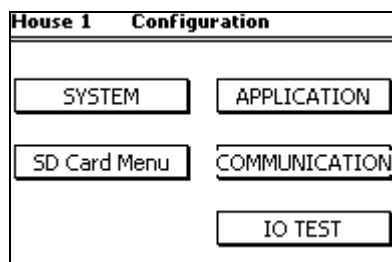 House 1 Configuration
SYSTEM
APPLICATION
SD Card Menu
COMMUNICATION
IO TEST